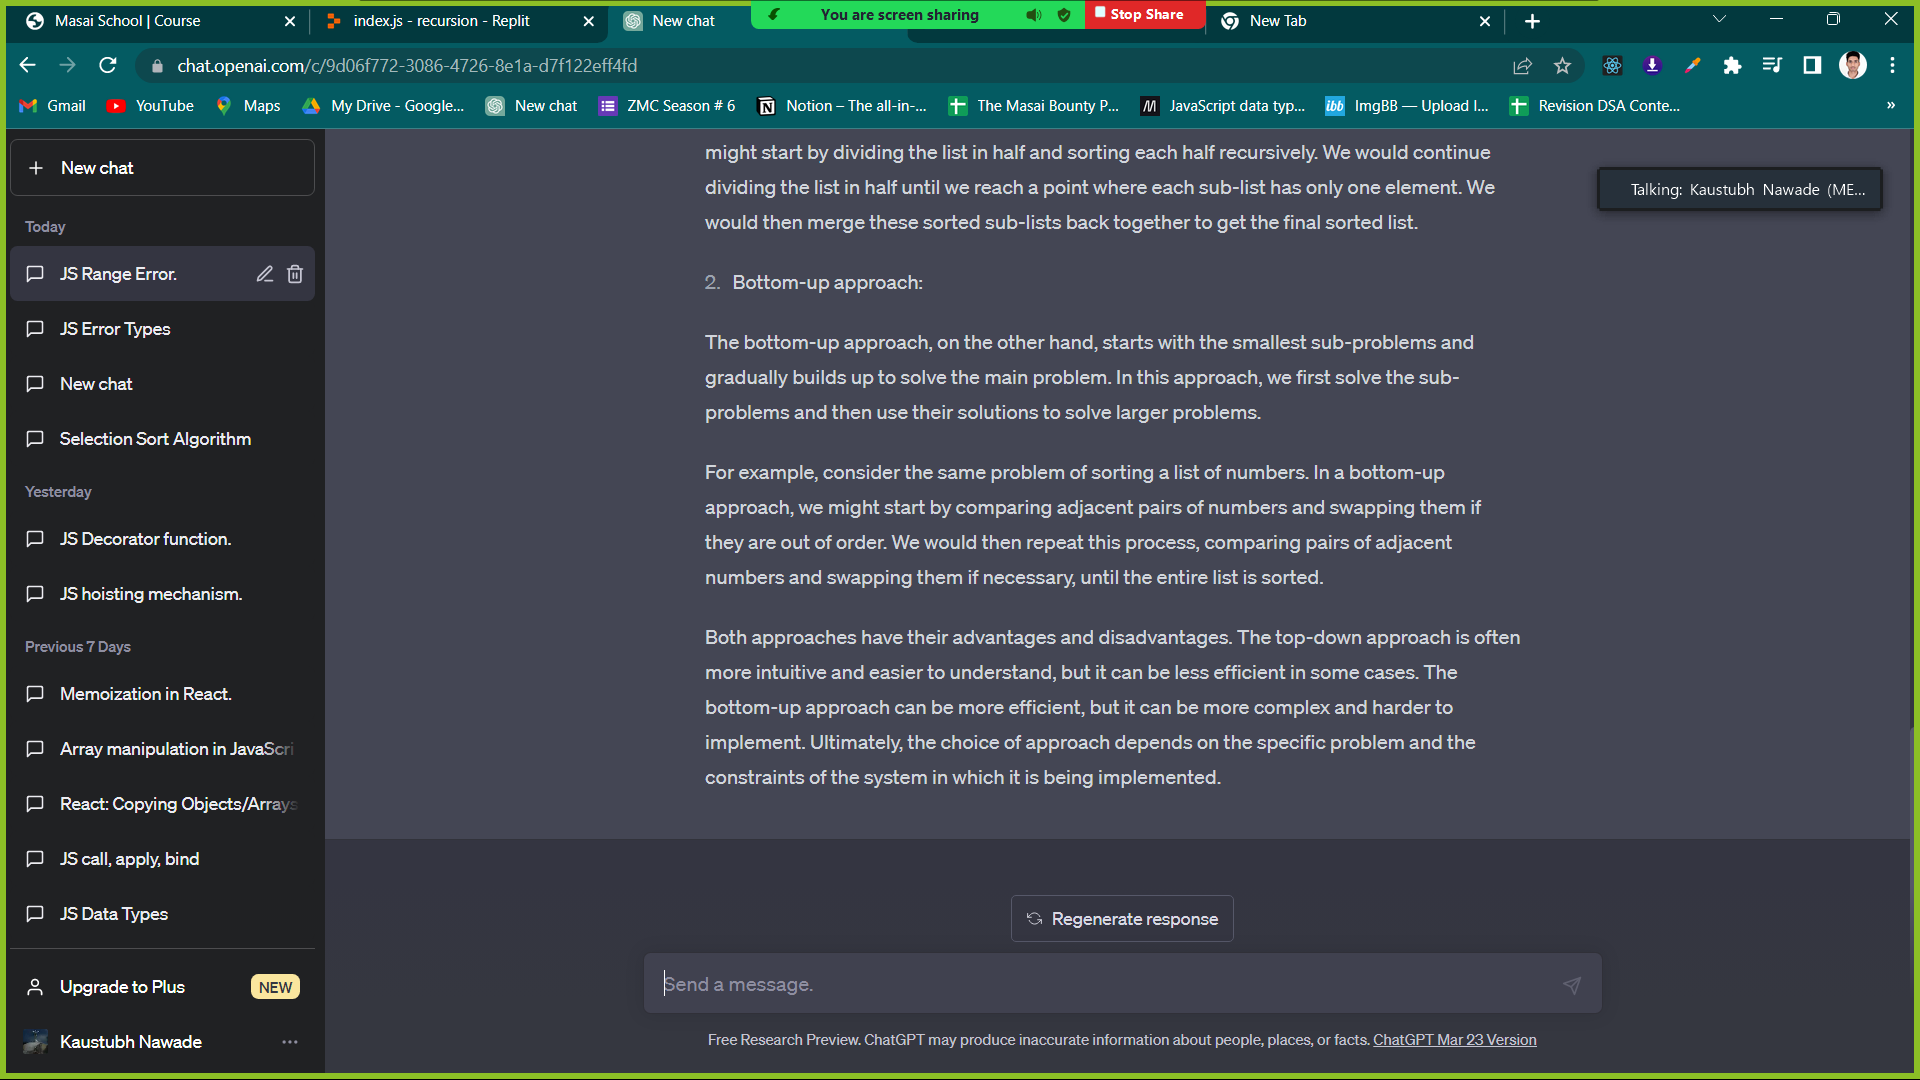 Masai School | Course
index.js - recursion - Replit
New chat
You are screen sharing
Stop Share
New Tab
chat.openai.com/c/9d06f772-3086-4726-8e1a-d7f122eff4fd
Gmail
YouTube
Maps
My Drive - Google...
New chat
ZMC Season # 6
Notion – The all-in-...
The Masai Bounty P...
JavaScript data typ...
ibb
ImgBB — Upload I...
Revision DSA Conte...
»
New chat
Today
JS Range Error.
JS Error Types
New chat
Selection Sort Algorithm
Yesterday
JS Decorator function.
JS hoisting mechanism.
Previous 7 Days
Memoization in React.
Array manipulation in JavaScri
React: Copying Objects/Arrays
JS call, apply, bind
JS Data Types
Upgrade to Plus
NEW
Kaustubh Nawade
Talking: Kaustubh Nawade (ME...
might start by dividing the list in half and sorting each half recursively. We would continue
dividing the list in half until we reach a point where each sub-list has only one element. We
would then merge these sorted sub-lists back together to get the final sorted list.
2. Bottom-up approach:
The bottom-up approach, on the other hand, starts with the smallest sub-problems and
gradually builds up to solve the main problem. In this approach, we first solve the sub-
problems and then use their solutions to solve larger problems.
For example, consider the same problem of sorting a list of numbers. In a bottom-up
approach, we might start by comparing adjacent pairs of numbers and swapping them if
they are out of order. We would then repeat this process, comparing pairs of adjacent
numbers and swapping them if necessary, until the entire list is sorted.
Both approaches have their advantages and disadvantages. The top-down approach is often
more intuitive and easier to understand, but it can be less efficient in some cases. The
bottom-up approach can be more efficient, but it can be more complex and harder to
implement. Ultimately, the choice of approach depends on the specific problem and the
constraints of the system in which it is being implemented.
Regenerate response
Send a message.
Free Research Preview. ChatGPT may produce inaccurate information about people, places, or facts. ChatGPT Mar 23 Version